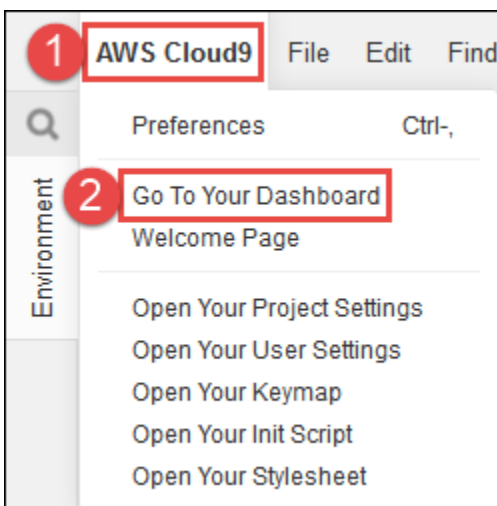 1 AWS Cloud9 File Edit Find
Preferences Ctrl-,
Environment
2 Go To Your Dashboard
Welcome Page
Open Your Project Settings
Open Your User Settings
Open Your Keymap
Open Your Init Script
Open Your Stylesheet